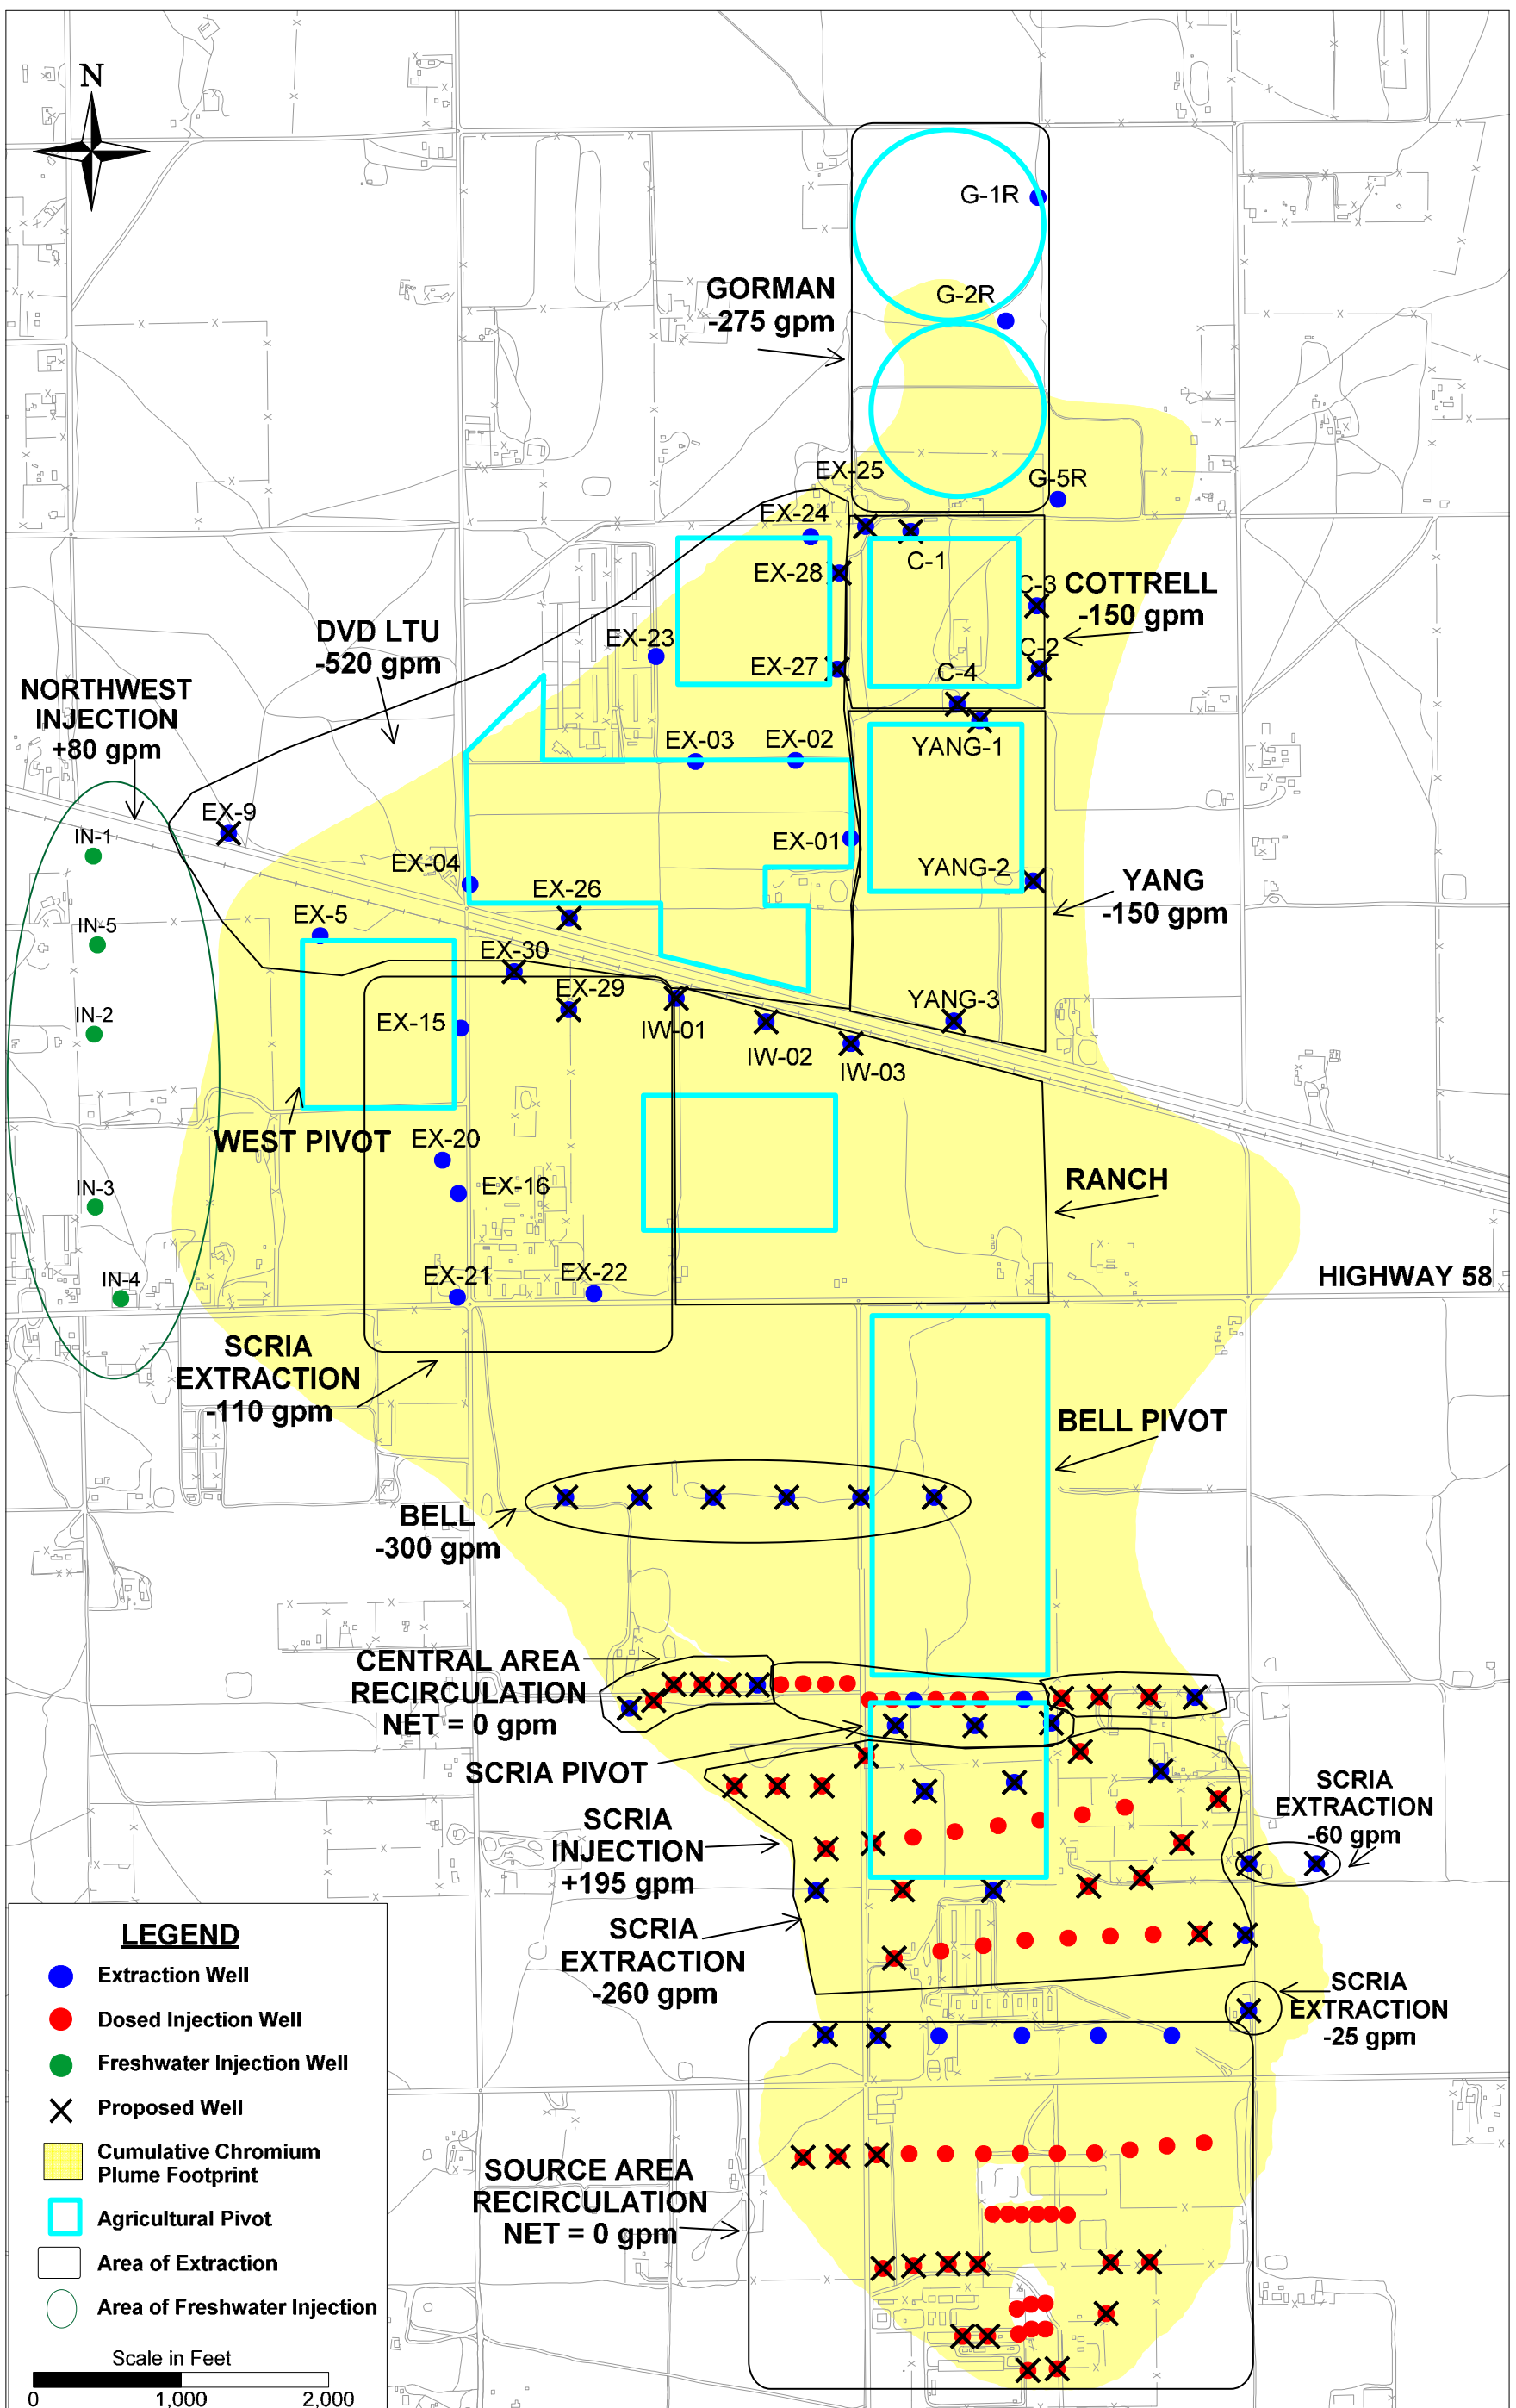 N
G-1R
GORMAN
-275 gpm
G-2R
EX-25
G-5R
EX-24
C-1
EX-28
C-3
COTTRELL
-150 gpm
DVD LTU
-520 gpm
EX-23
EX-27
C-2
C-4
NORTHWEST
INJECTION
+80 gpm
EX-03
EX-02
YANG-1
EX-9
IN-1
EX-01
EX-04
YANG-2
YANG
-150 gpm
EX-26
EX-5
IN-5
EX-30
EX-29
YANG-3
IN-2
EX-15
IW-01
IW-02
IW-03
WEST PIVOT
EX-20
EX-16
RANCH
IN-3
EX-21
EX-22
IN-4
HIGHWAY 58
SCRIA
EXTRACTION
-110 gpm
BELL PIVOT
BELL
-300 gpm
CENTRAL AREA
RECIRCULATION
NET = 0 gpm
SCRIA PIVOT
SCRIA
INJECTION
+195 gpm
SCRIA
EXTRACTION
-60 gpm
SCRIA
EXTRACTION
-260 gpm
SCRIA
EXTRACTION
-25 gpm
SOURCE AREA
RECIRCULATION
NET = 0 gpm
LEGEND
Extraction Well
Dosed Injection Well
Freshwater Injection Well
Proposed Well
Cumulative Chromium
Plume Footprint
Agricultural Pivot
Area of Extraction
Area of Freshwater Injection
Scale in Feet
0 1,000 2,000